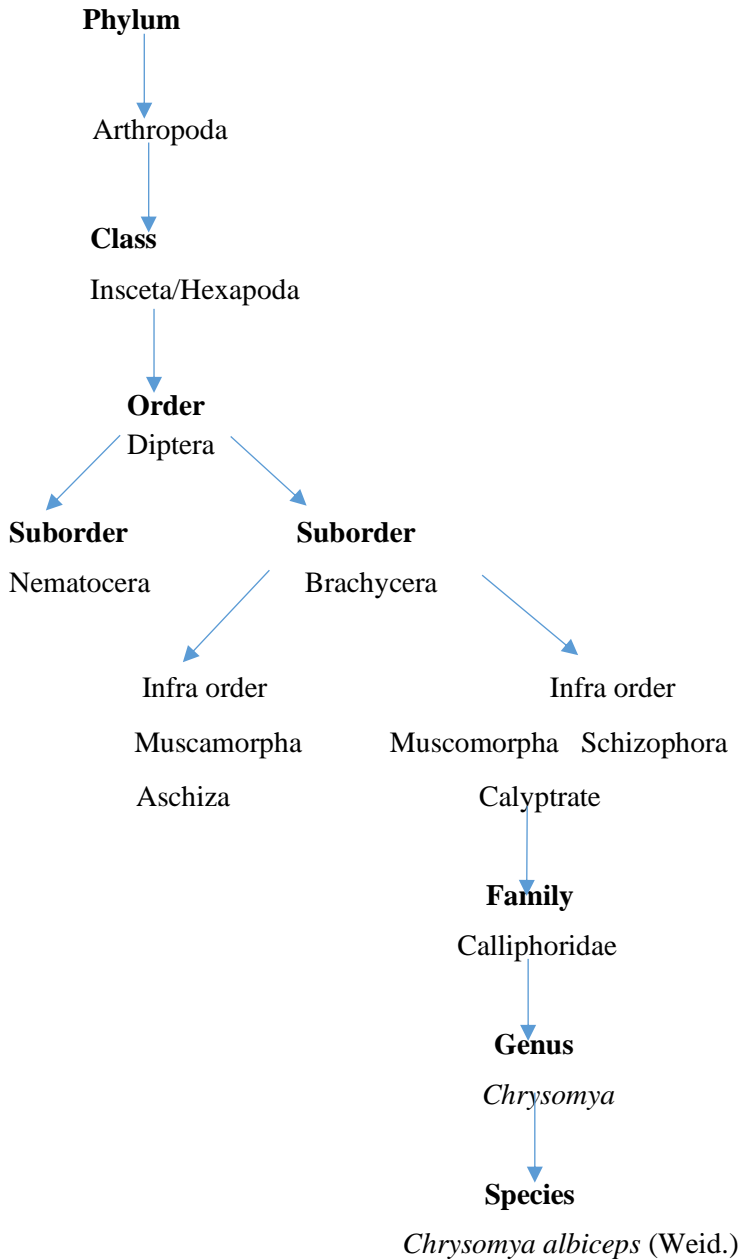 Phylum
Arthropoda
Class
Insceta/Hexapoda
Order
Diptera
Suborder Suborder
Nematocera Brachycera
Infra order Infra order
Muscamorpha Muscomorpha Schizophora
Aschiza Calyptrate
Family
Calliphoridae
Genus
Chrysomya
Species
Chrysomya albiceps (Weid.)